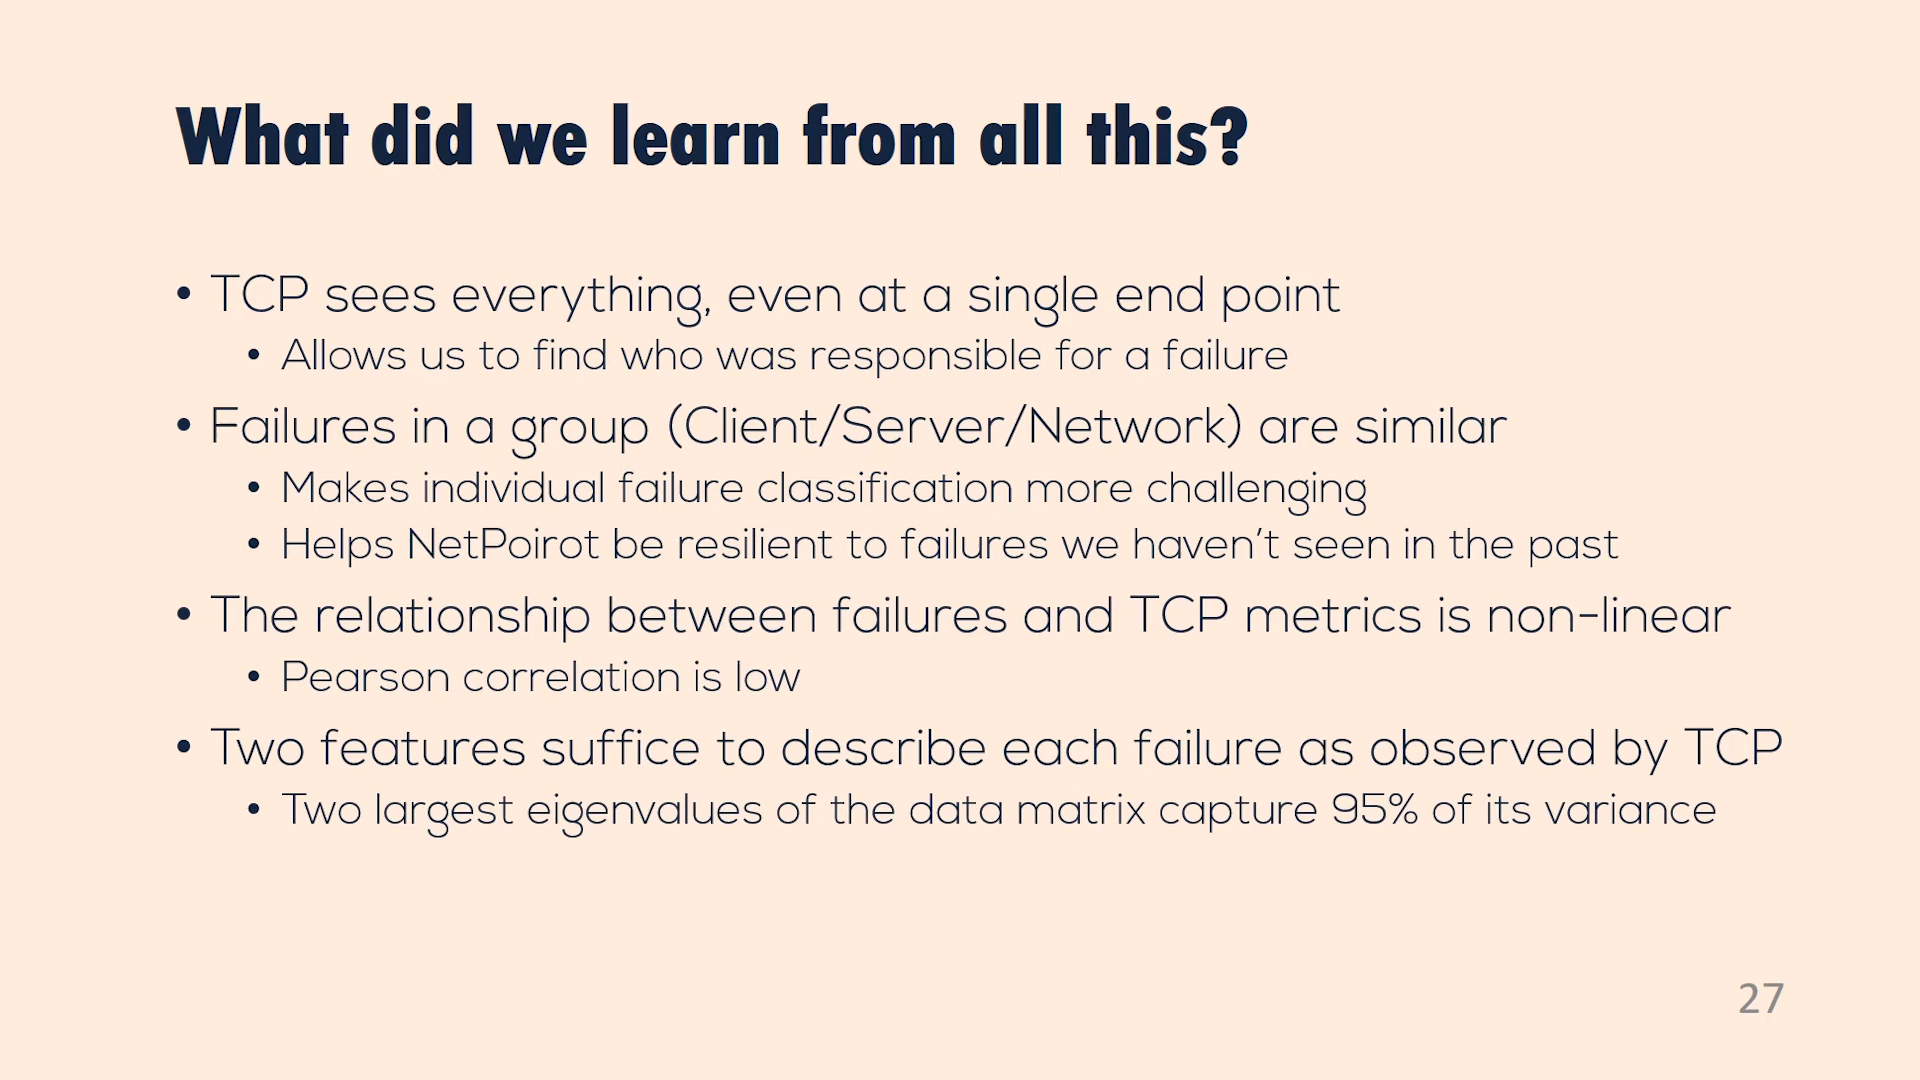 What did we learn from all this?
• TCP sees everything, even at a single end point
• Allows us to find who was responsible for a failure
• Failures in a group (Client/Server/Network) are similar
• Makes individual failure classification more challenging
• Helps NetPoirot be resilient to failures we haven't seen in the past
• The relationship between failures and TCP metrics is non-linear
• Pearson correlation is low
• Two features suffice to describe each failure as observed by TCP
• Two largest eigenvalues of the data matrix capture 95% of its variance
27